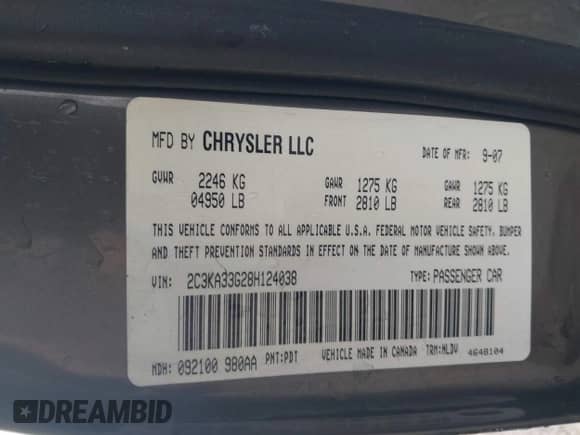 MFD BY CHRYSLER LLC DATE OF MFR: 9-07
GVWR 2246 KG GAWR 1275 KG GAWR 1275 KG
04950 LB FRONT 2810 LB REAR 2810 LB
THIS VEHICLE CONFORMS TO ALL APPLICABLE U.S.A. FEDERAL MOTOR VEHICLE SAFETY, BUMPER
AND THEFT PREVENTION STANDARDS IN EFFECT ON THE DATE OF MANUFACTURE SHOWN ABOVE.
VIN: 2C3KA33G28H124038 TYPE: PASSENGER CAR
MDH: 092100 980AA PNT:PDT VEHICLE MADE IN CANADA TRM:MLDV 4648104
DREAMBID